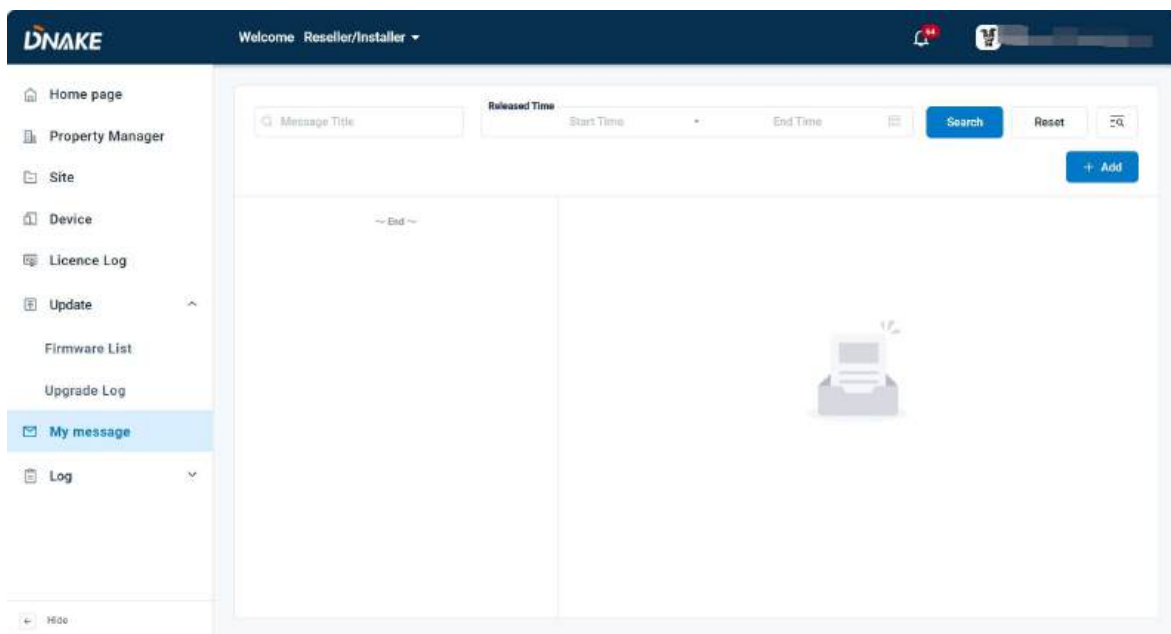 DNAKE
Welcome Reseller/Installer
Home page
Property Manager
Site
Device
Licence Log
Update
Firmware List
Upgrade Log
My message
Log
Hide
Message Title
Released Time
Start Time - End Time
Search
Reset
+ Add
~ End ~